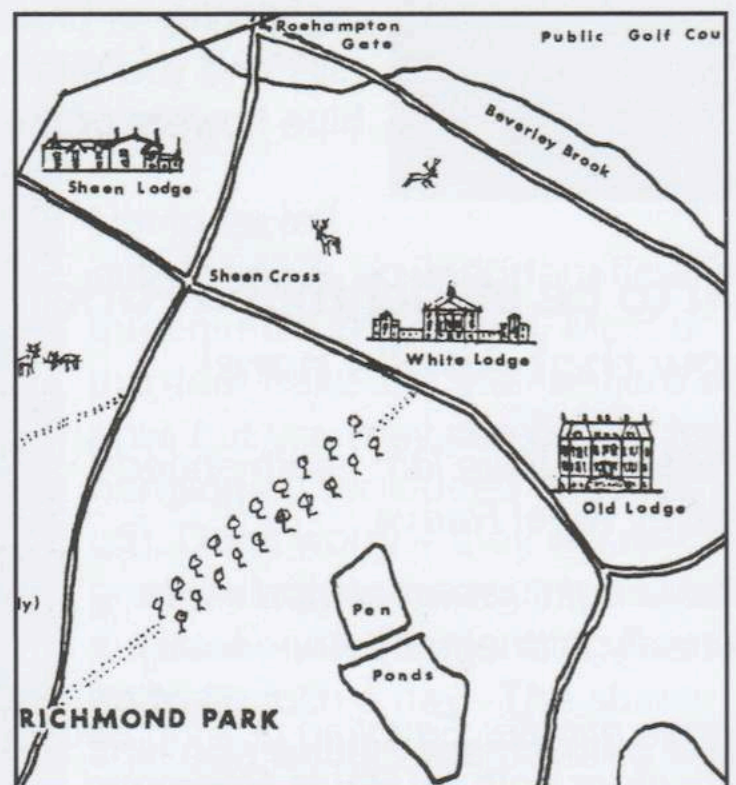 Roehampton
Gate
Public Golf Cou
Beverley Brook
Sheen Lodge
Sheen Cross
White Lodge
Old Lodge
Pen
ly)
Ponds
RICHMOND PARK